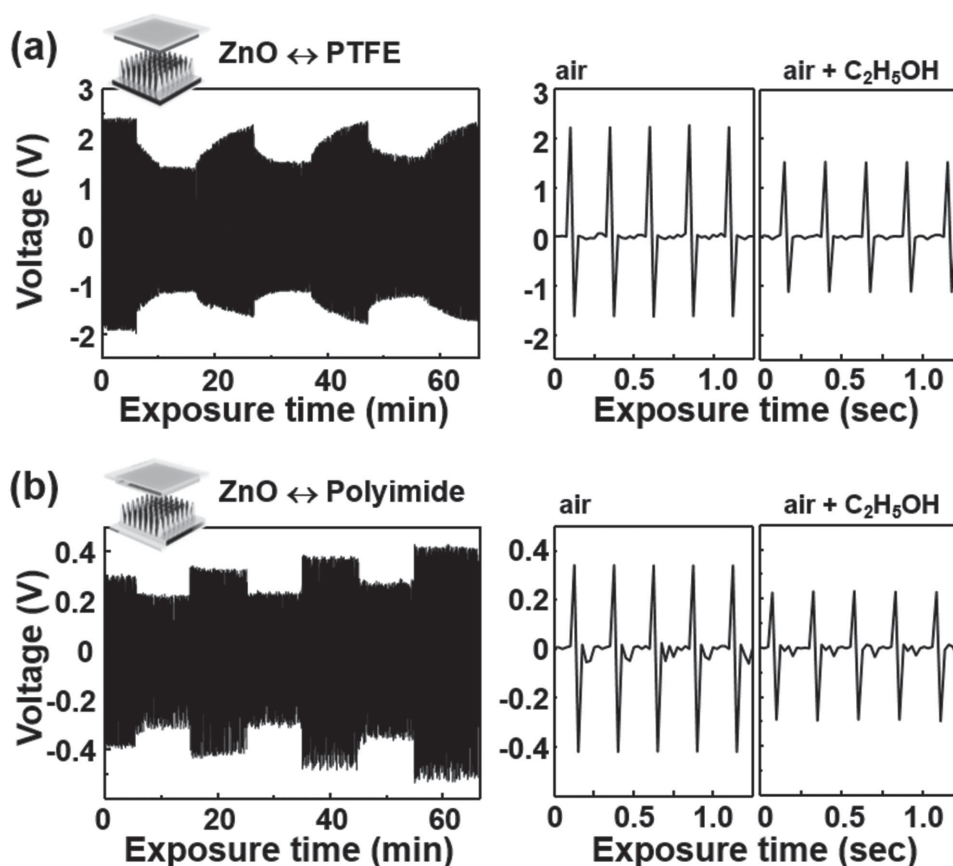 (a)
ZnO ↔ PTFE
air
air + C₂H₅OH
3
2
1
0
-1
-2
Voltage (V)
0 20 40 60
Exposure time (min)
3
2
1
0
-1
-2
0 0.5 1.0 0 0.5 1.0
Exposure time (sec)
(b)
ZnO ↔ Polyimide
air
air + C₂H₅OH
0.4
0.2
0
-0.2
-0.4
Voltage (V)
0 20 40 60
Exposure time (min)
0.4
0.2
0
-0.2
-0.4
0 0.5 1.0 0 0.5 1.0
Exposure time (sec)